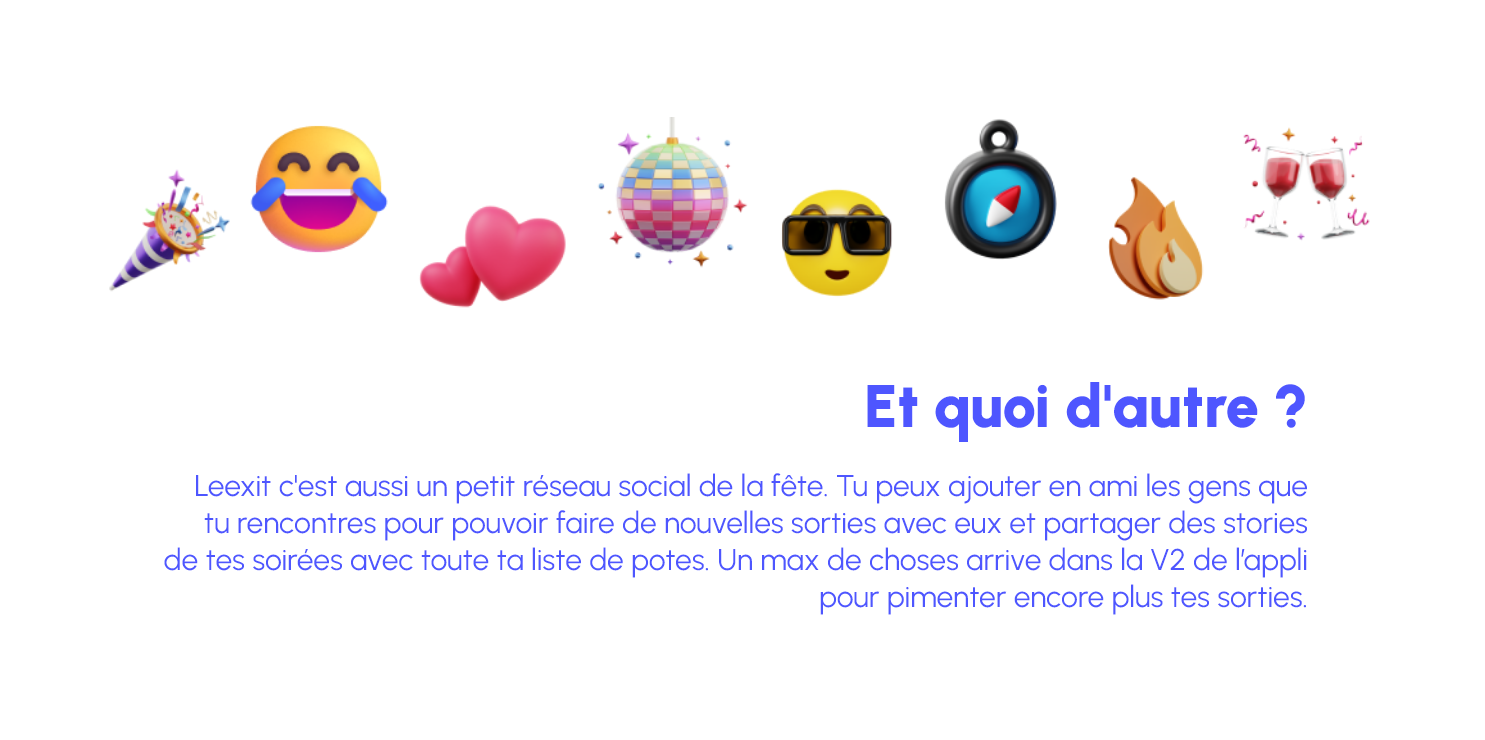 Et quoi d'autre ?
Leexit c'est aussi un petit réseau social de la fête. Tu peux ajouter en ami les gens que
tu rencontres pour pouvoir faire de nouvelles sorties avec eux et partager des stories
de tes soirées avec toute ta liste de potes. Un max de choses arrive dans la V2 de l’appli
pour pimenter encore plus tes sorties.